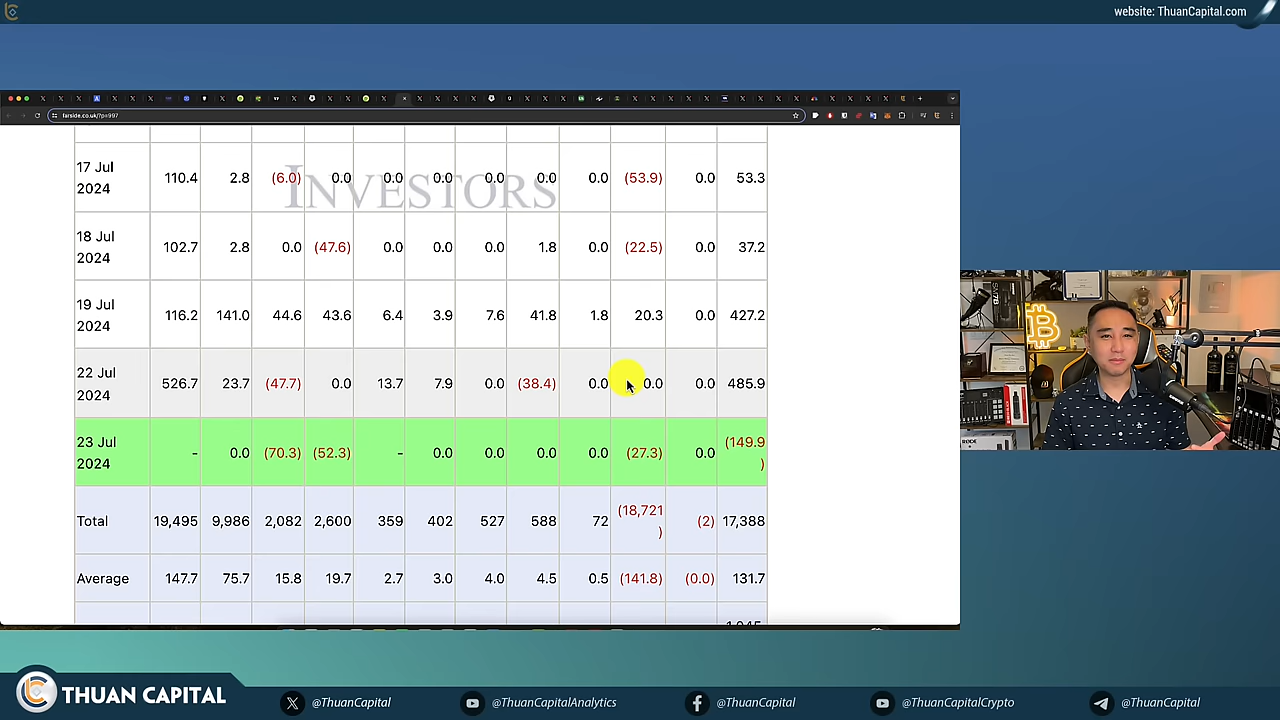 website: ThuanCapital.com
farside.co.uk/?p=997
INVESTORS
17 Jul 2024 110.4 2.8 (6.0) 0.0 0.0 0.0 0.0 0.0 0.0 (53.9) 0.0 53.3
18 Jul 2024 102.7 2.8 0.0 (47.6) 0.0 0.0 0.0 1.8 0.0 (22.5) 0.0 37.2
19 Jul 2024 116.2 141.0 44.6 43.6 6.4 3.9 7.6 41.8 1.8 20.3 0.0 427.2
22 Jul 2024 526.7 23.7 (47.7) 0.0 13.7 7.9 0.0 (38.4) 0.0 0.0 0.0 485.9
23 Jul 2024 - 0.0 (70.3) (52.3) - 0.0 0.0 0.0 0.0 (27.3) 0.0 (149.9)
Total 19,495 9,986 2,082 2,600 359 402 527 588 72 (18,721) (2) 17,388
Average 147.7 75.7 15.8 19.7 2.7 3.0 4.0 4.5 0.5 (141.8) (0.0) 131.7
THUAN CAPITAL
@ThuanCapital
@ThuanCapitalAnalytics
@ThuanCapital
@ThuanCapitalCrypto
@ThuanCapital